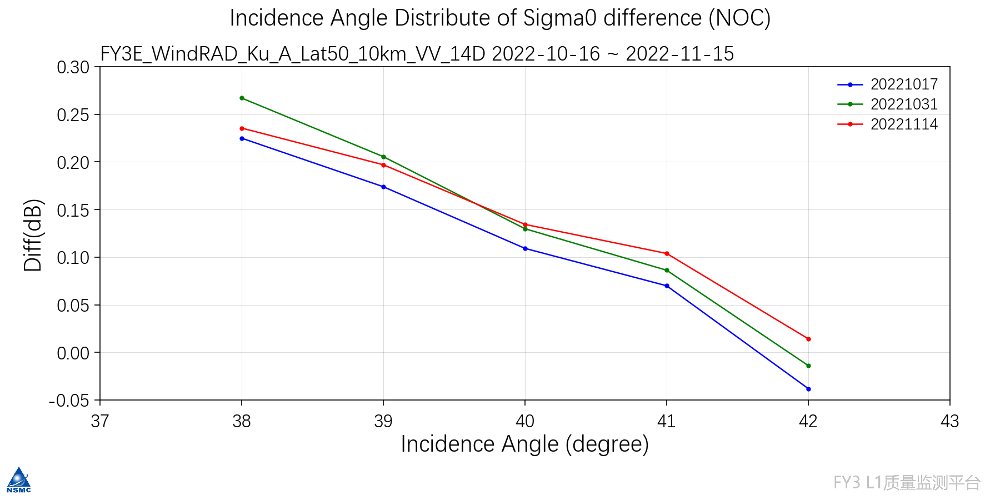 Incidence Angle Distribute of Sigma0 difference (NOC)
FY3E_WindRAD_Ku_A_Lat50_10km_VV_14D 2022-10-16 ~ 2022-11-15
0.30
0.25
0.20
0.15
0.10
0.05
0.00
-0.05
Diff(dB)
20221017
20221031
20221114
37 38 39 40 41 42 43
Incidence Angle (degree)
NSMC
FY3 L1质量监测平台